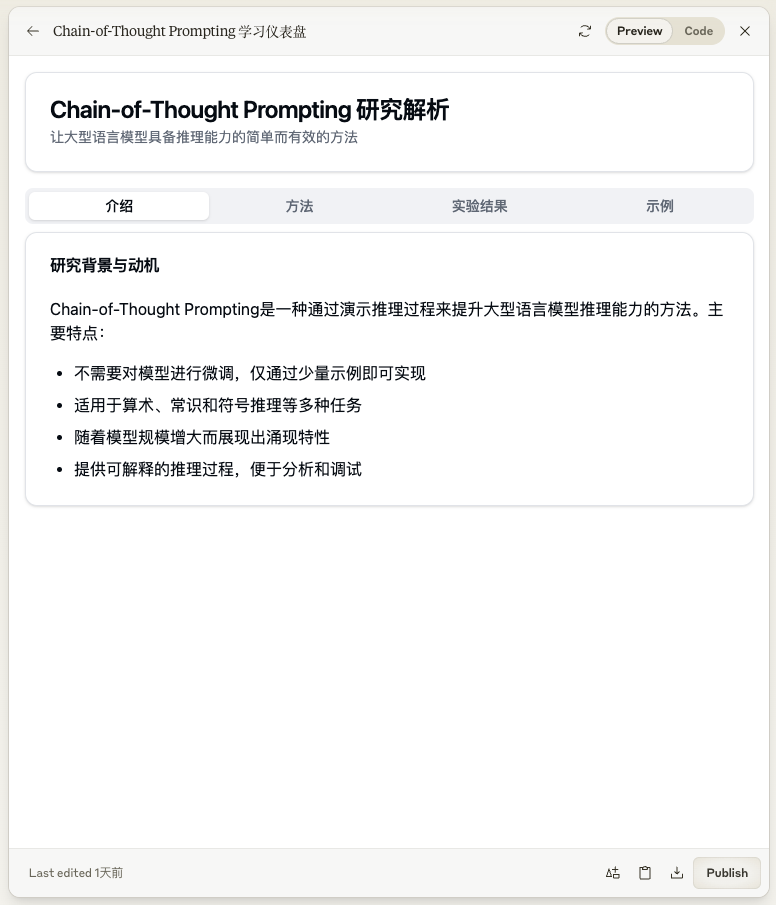 Chain-of-Thought Prompting 学习仪表盘
Preview
Code
Chain-of-Thought Prompting 研究解析
让大型语言模型具备推理能力的简单而有效的方法
介绍
方法
实验结果
示例
研究背景与动机
Chain-of-Thought Prompting是一种通过演示推理过程来提升大型语言模型推理能力的方法。主
要特点：
• 不需要对模型进行微调，仅通过少量示例即可实现
• 适用于算术、常识和符号推理等多种任务
• 随着模型规模增大而展现出涌现特性
• 提供可解释的推理过程，便于分析和调试
Last edited 1天前
Publish